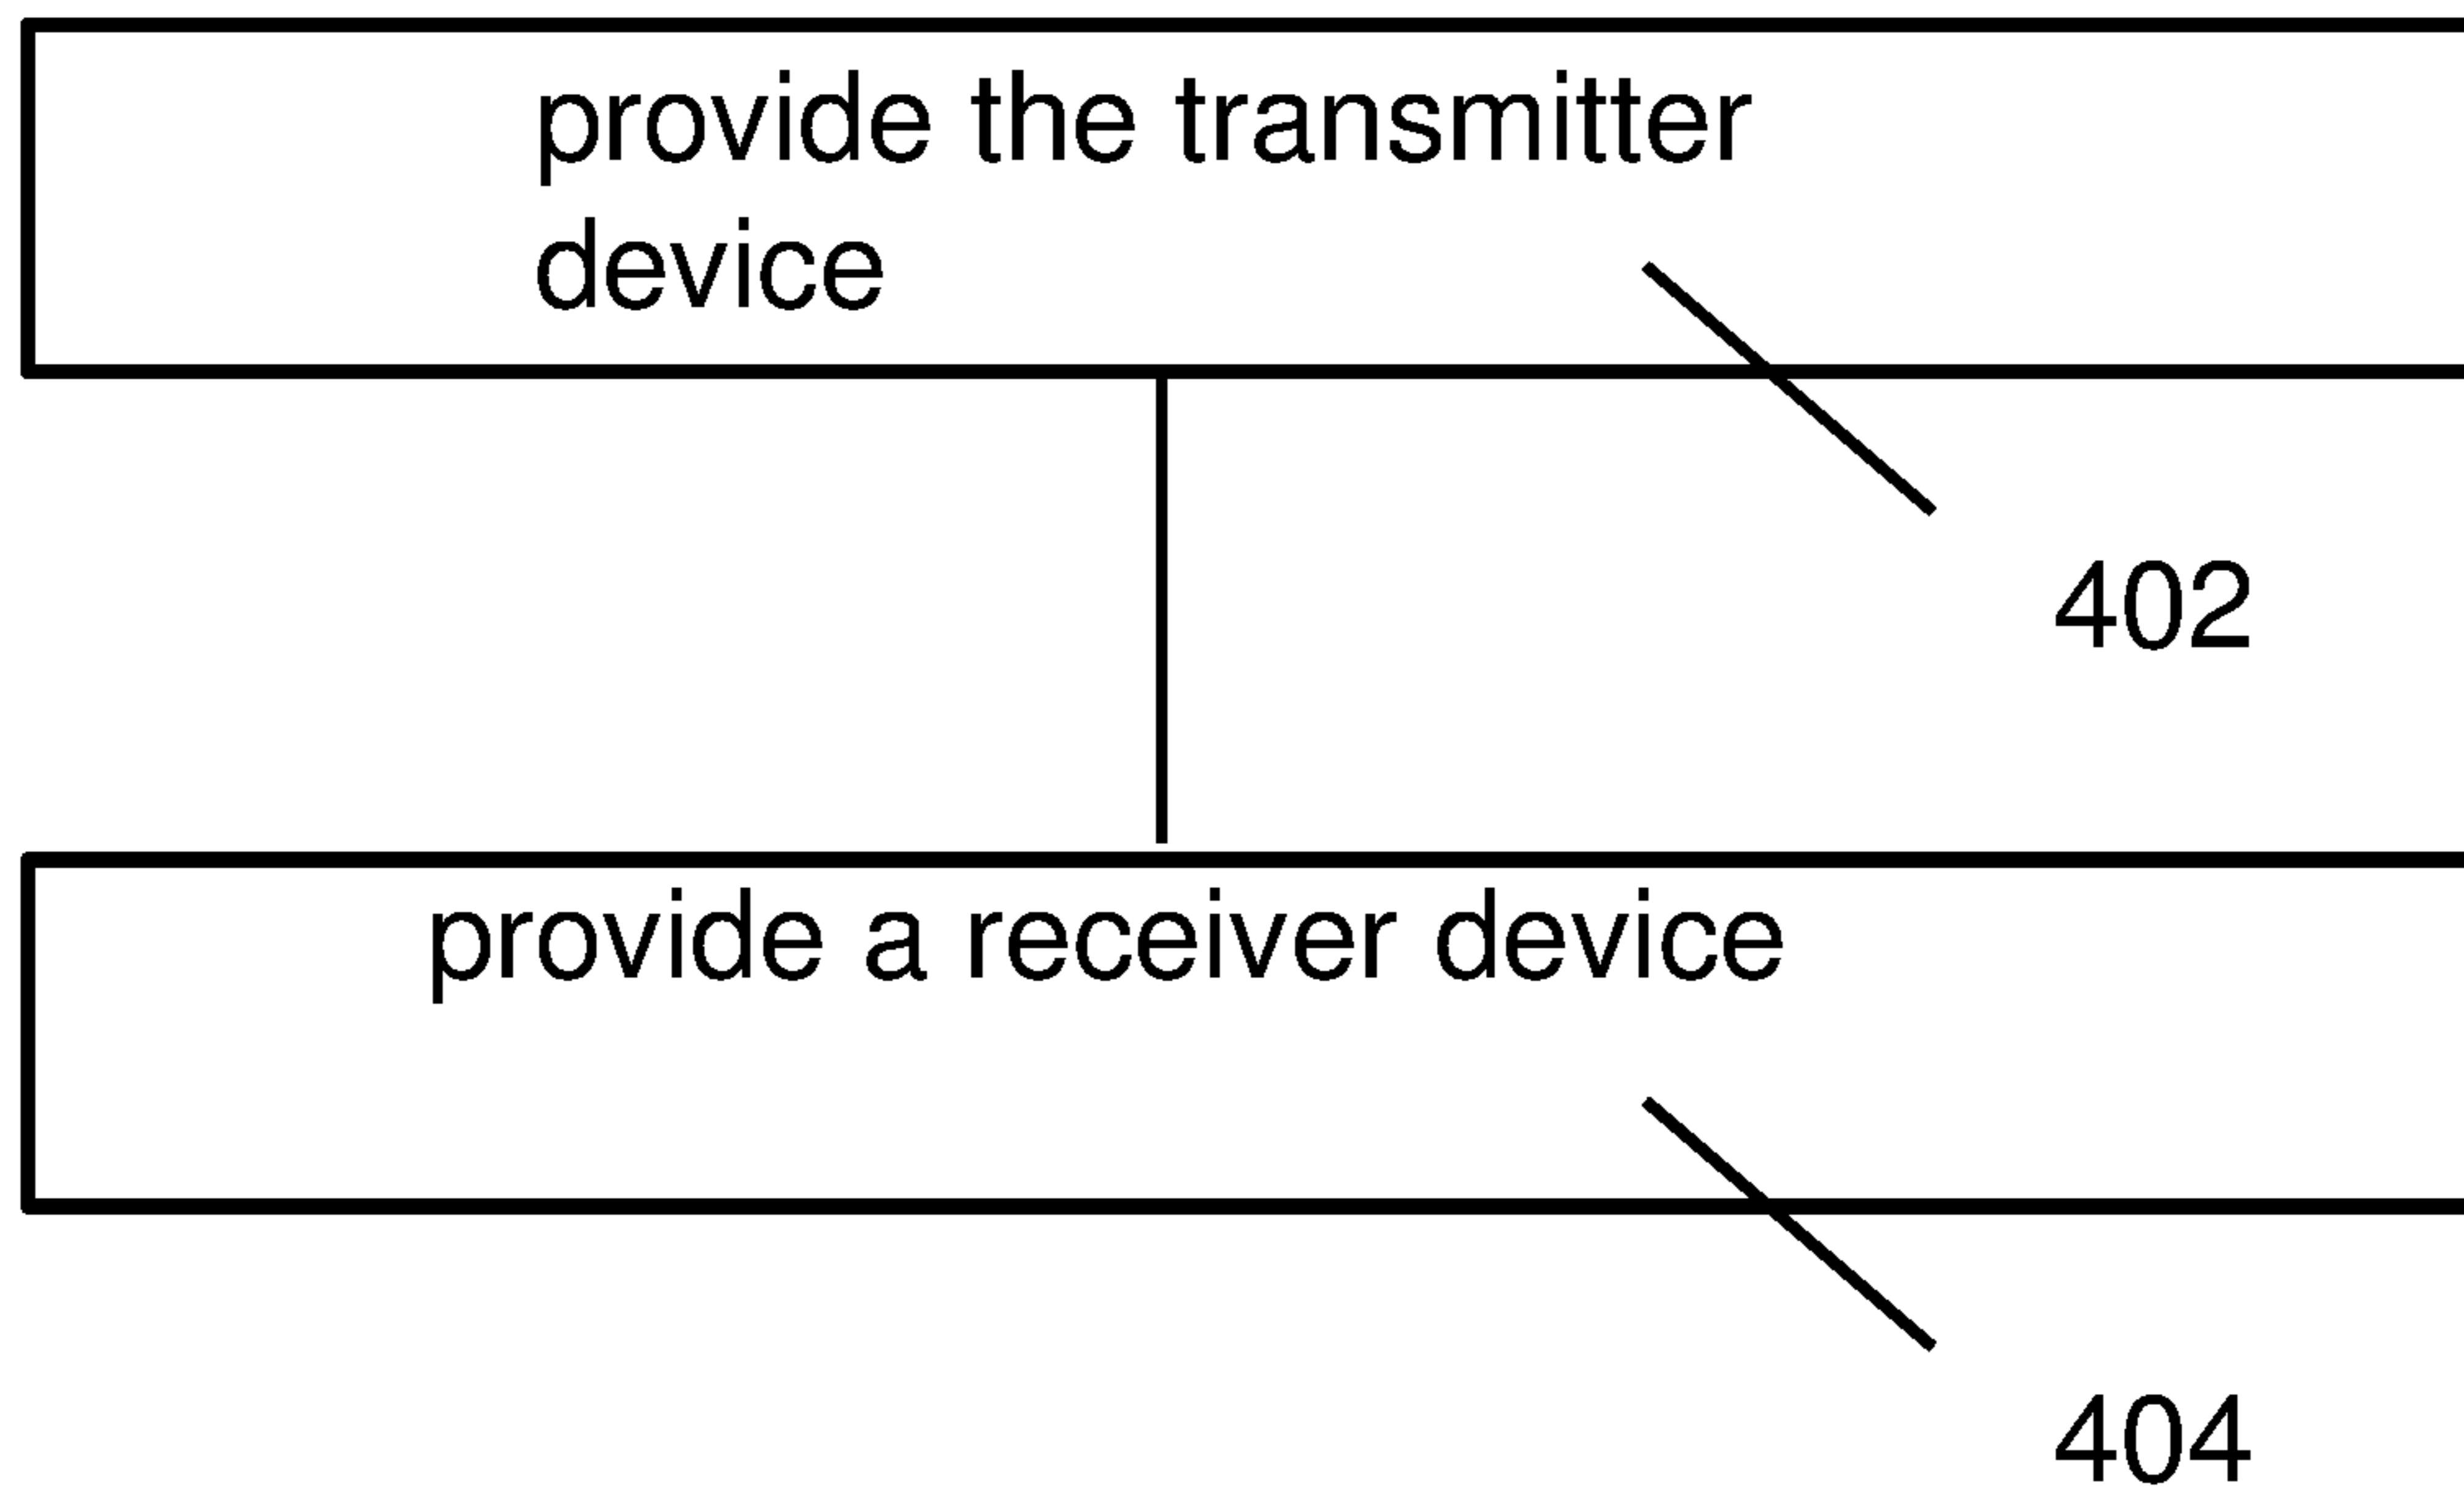 provide the transmitter
device
402
provide a receiver device
404